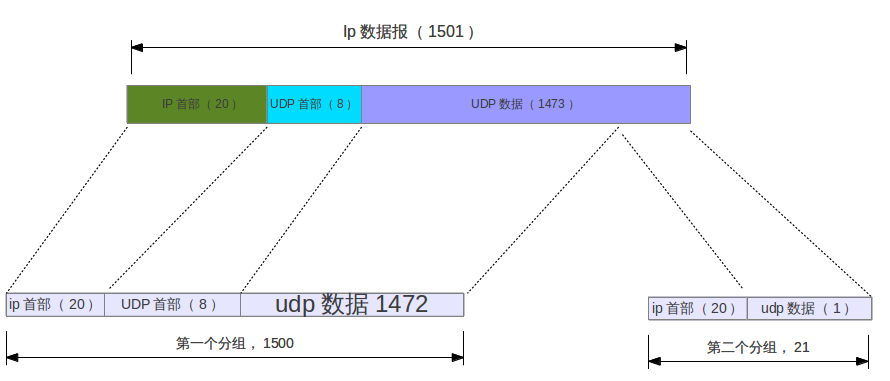 Ip 数据报（ 1501 ）
IP 首部（ 20 ）
UDP 首部（ 8 ）
UDP 数据（ 1473 ）
ip 首部（ 20 ）
UDP 首部（ 8 ）
udp 数据 1472
ip 首部（ 20 ）
udp 数据（ 1 ）
第一个分组， 1500
第二个分组， 21